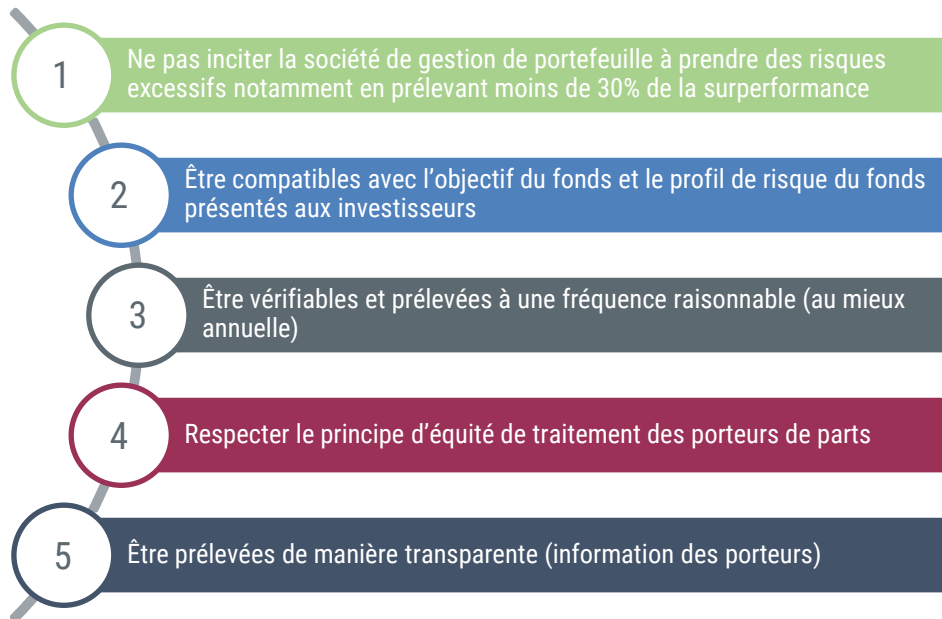 1
Ne pas inciter la société de gestion de portefeuille à prendre des risques
excessifs notamment en prélevant moins de 30% de la surperformance
2
Être compatibles avec l'objectif du fonds et le profil de risque du fonds
présentés aux investisseurs
3
Être vérifiables et prélevées à une fréquence raisonnable (au mieux
annuelle)
4
Respecter le principe d'équité de traitement des porteurs de parts
5
Être prélevées de manière transparente (information des porteurs)